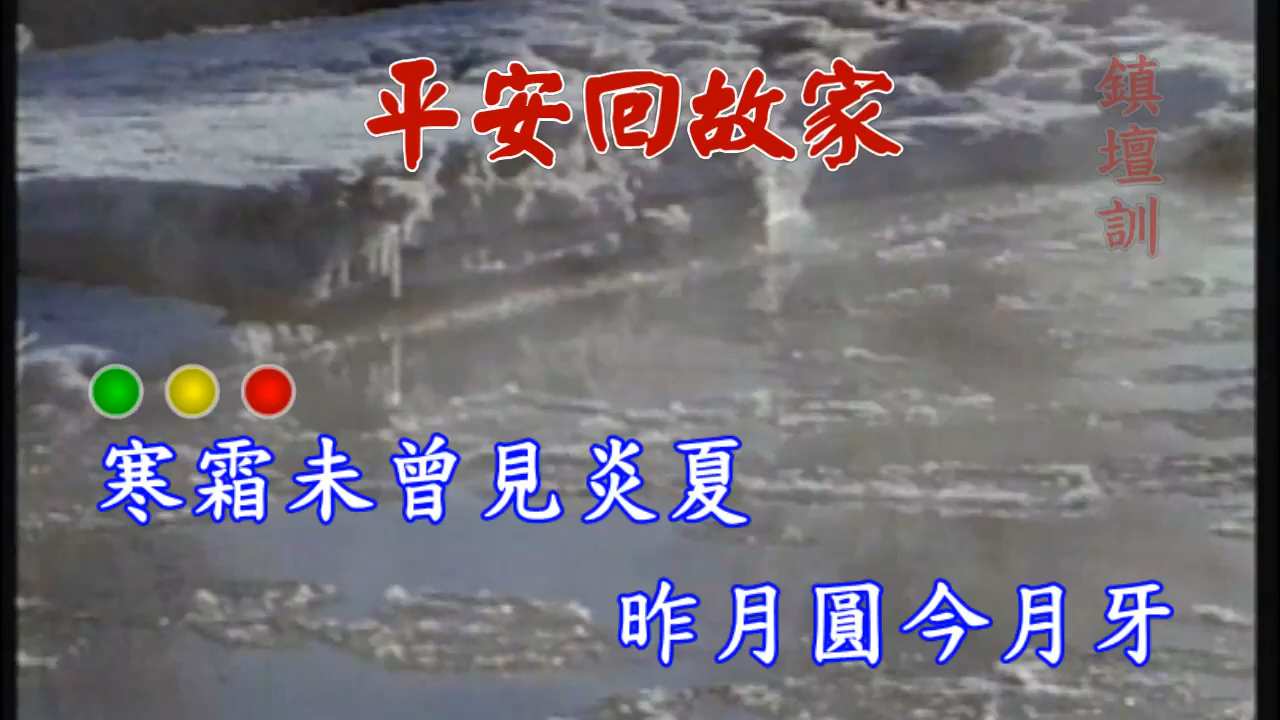 平安回故家
鎮壇訓
寒霜未曾見炎夏
昨月圓今月牙